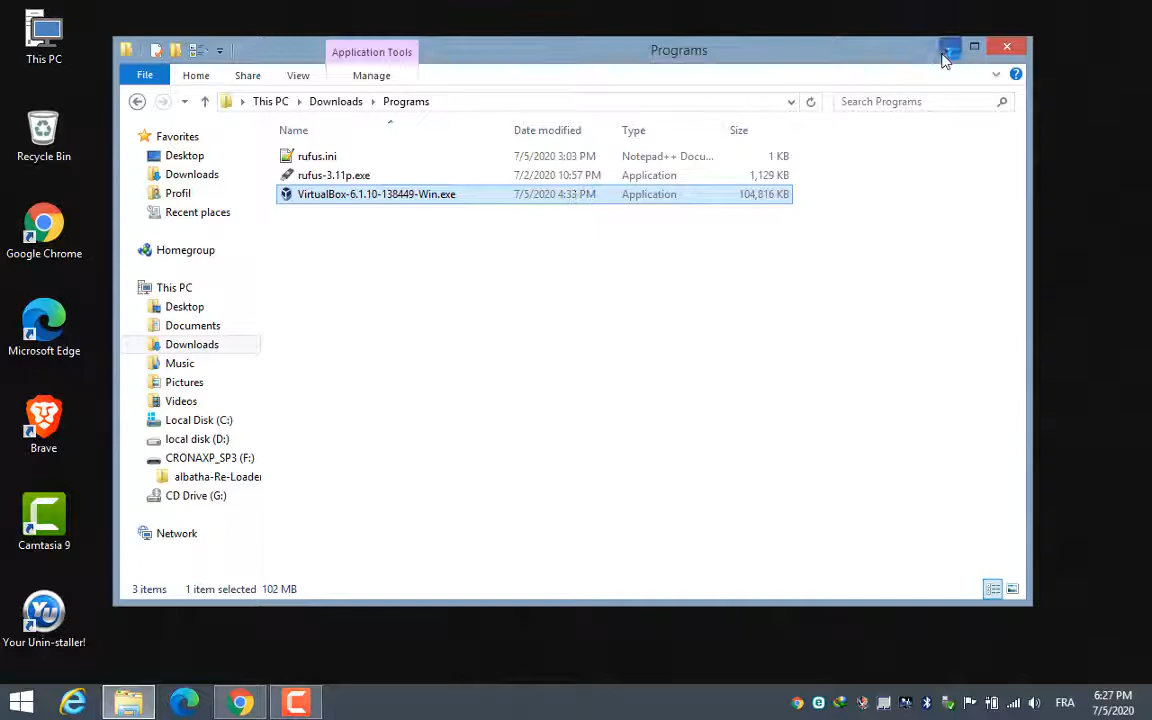 This PC
Recycle Bin
Google Chrome
Microsoft Edge
Brave
Camtasia 9
Your Unin-staller!
Application Tools
Programs
File
Home
Share
View
Manage
This PC
Downloads
Programs
Search Programs
Favorites
Desktop
Downloads
Profil
Recent places
Homegroup
This PC
Desktop
Documents
Downloads
Music
Pictures
Videos
Local Disk (C:)
local disk (D:)
CRONAXP_SP3 (F:)
albatha-Re-Loader
CD Drive (G:)
Network
Name Date modified Type Size
rufus.ini 7/5/2020 3:03 PM Notepad++ Docu... 1 KB
rufus-3.11p.exe 7/2/2020 10:57 PM Application 1,129 KB
VirtualBox-6.1.10-138449-Win.exe 7/5/2020 4:33 PM Application 104,816 KB
3 items 1 item selected 102 MB
FRA
6:27 PM
7/5/2020